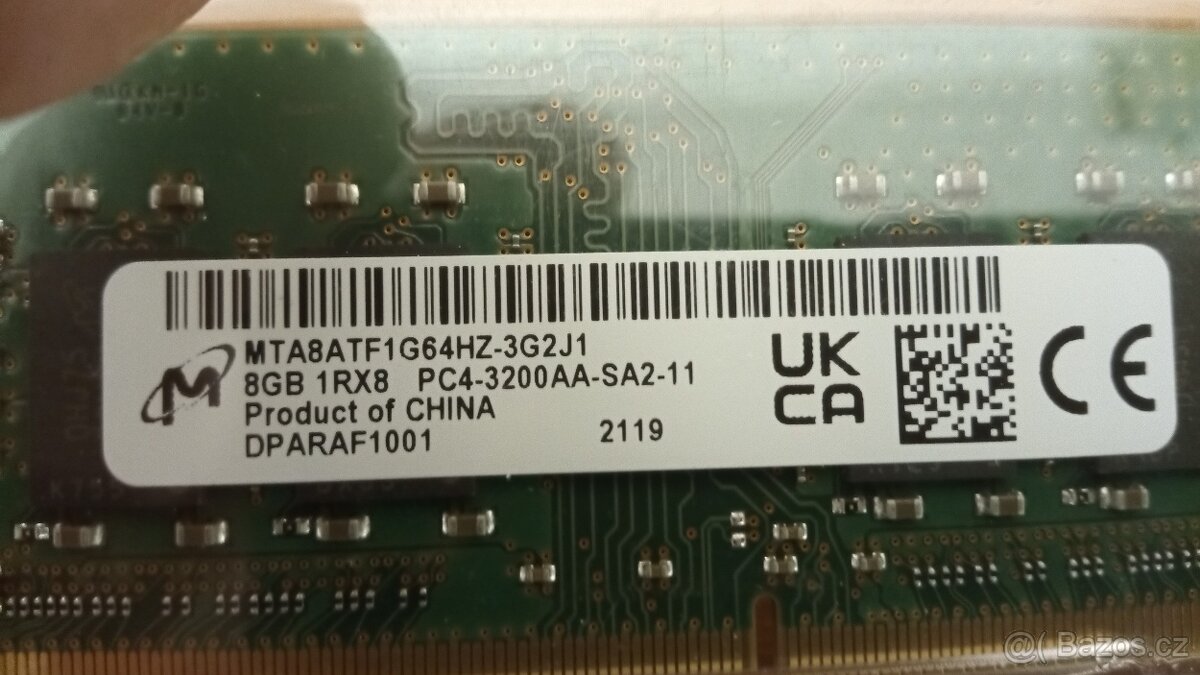 MTA8ATF1G64HZ-3G2J1
8GB 1RX8 PC4-3200AA-SA2-11
Product of CHINA
DPARAF1001 2119
UK
CA
CE
@( Bazos.cz